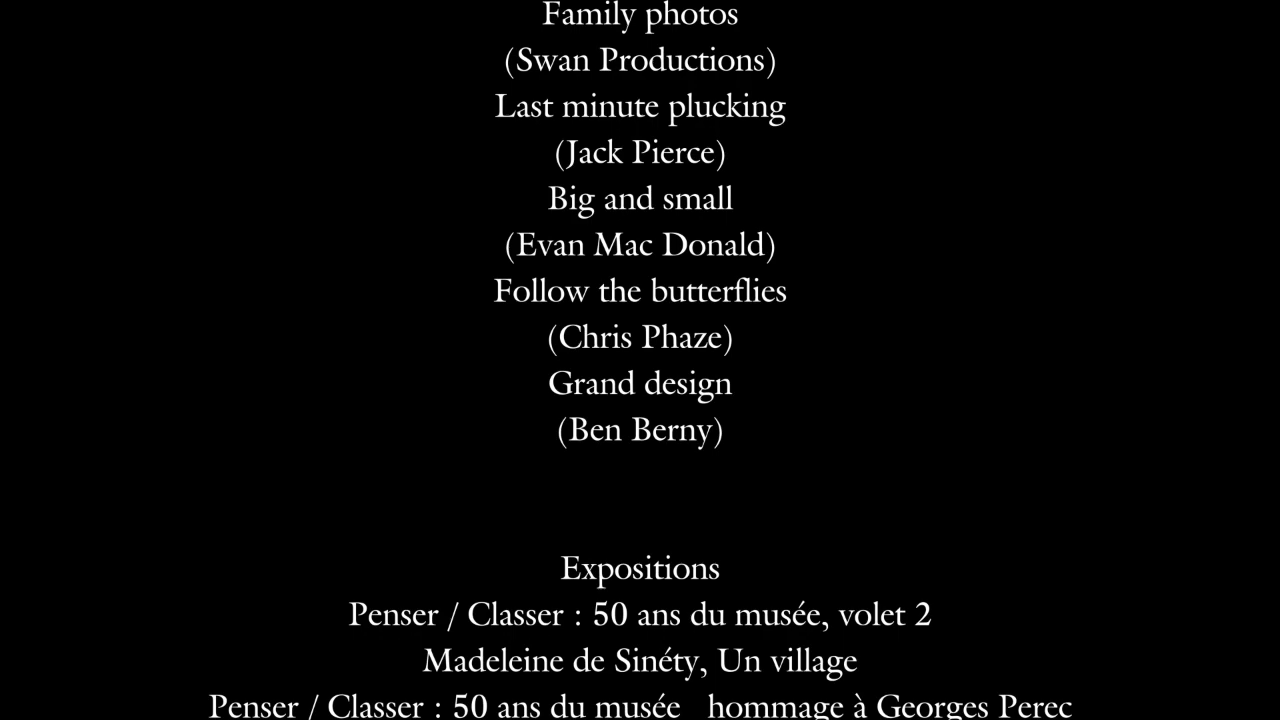 Family photos
(Swan Productions)
Last minute plucking
(Jack Pierce)
Big and small
(Evan Mac Donald)
Follow the butterflies
(Chris Phaze)
Grand design
(Ben Berny)
Expositions
Penser / Classer : 50 ans du musée, volet 2
Madeleine de Sinéty, Un village
Penser / Classer : 50 ans du musée   hommage à Georges Perec